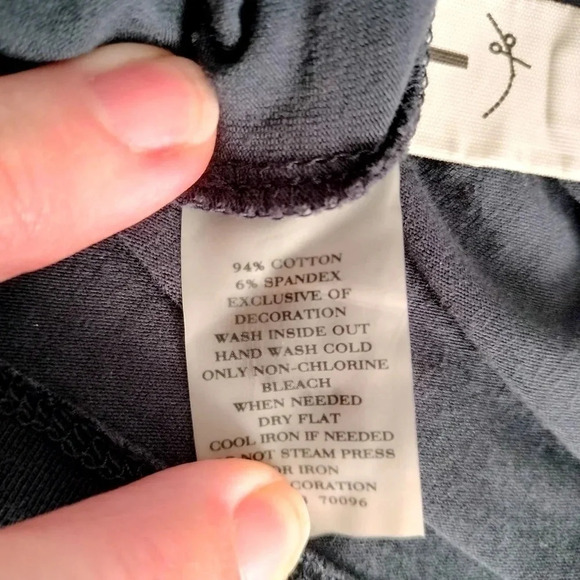 94% COTTON
6% SPANDEX
EXCLUSIVE OF
DECORATION
WASH INSIDE OUT
HAND WASH COLD
ONLY NON-CHLORINE
BLEACH
WHEN NEEDED
DRY FLAT
COOL IRON IF NEEDED
NOT STEAM PRESS
OR IRON
CORATION
70096